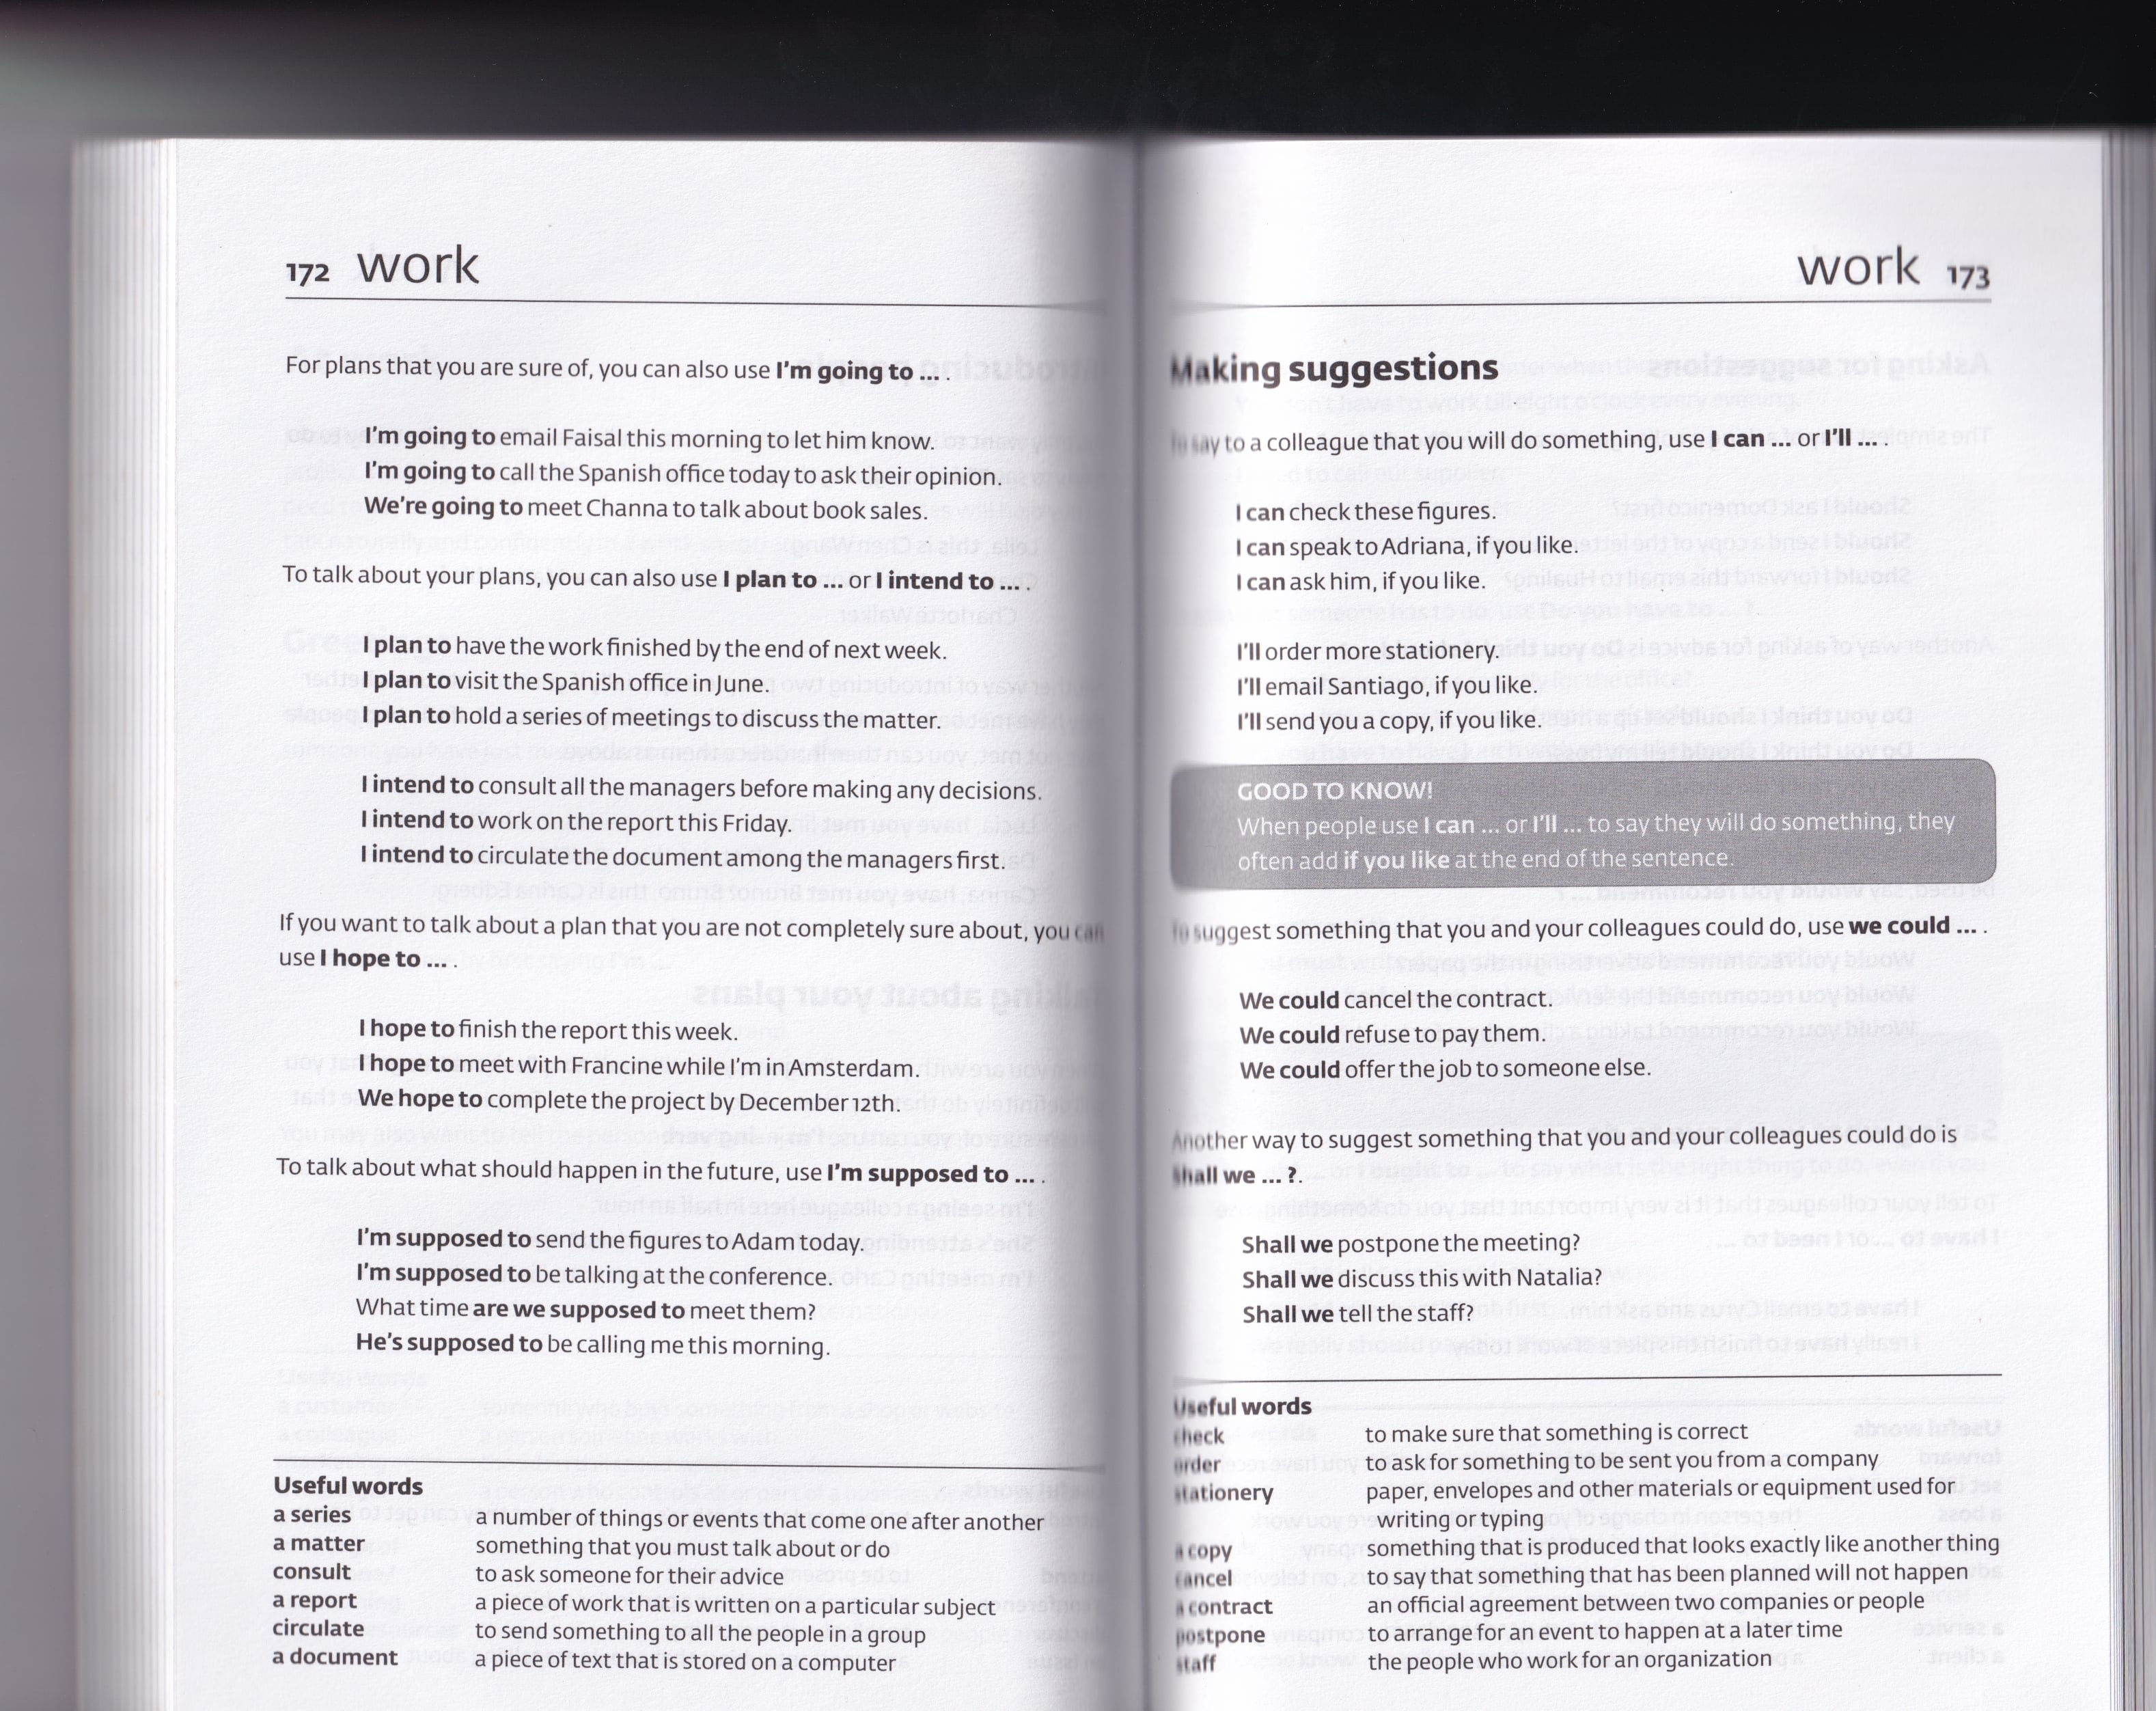 172 work
For plans that you are sure of, you can also use I'm going to ... .
I'm going to email Faisal this morning to let him know.
I'm going to call the Spanish office today to ask their opinion.
We're going to meet Channa to talk about book sales.
To talk about your plans, you can also use I plan to ... or I intend to ... .
I plan to have the work finished by the end of next week.
I plan to visit the Spanish office in June.
I plan to hold a series of meetings to discuss the matter.
I intend to consult all the managers before making any decisions.
I intend to work on the report this Friday.
I intend to circulate the document among the managers first.
If you want to talk about a plan that you are not completely sure about, you can
use I hope to ... .
I hope to finish the report this week.
I hope to meet with Francine while I'm in Amsterdam.
We hope to complete the project by December 12th.
To talk about what should happen in the future, use I'm supposed to ... .
I'm supposed to send the figures to Adam today.
I'm supposed to be talking at the conference.
What time are we supposed to meet them?
He's supposed to be calling me this morning.
Useful words
a series a number of things or events that come one after another
a matter something that you must talk about or do
consult to ask someone for their advice
a report a piece of work that is written on a particular subject
circulate to send something to all the people in a group
a document a piece of text that is stored on a computer
work 173
Making suggestions
To say to a colleague that you will do something, use I can ... or I'll ... .
I can check these figures.
I can speak to Adriana, if you like.
I can ask him, if you like.
I'll order more stationery.
I'll email Santiago, if you like.
I'll send you a copy, if you like.
GOOD TO KNOW!
When people use I can ... or I'll ... to say they will do something, they
often add if you like at the end of the sentence.
To suggest something that you and your colleagues could do, use we could ... .
We could cancel the contract.
We could refuse to pay them.
We could offer the job to someone else.
Another way to suggest something that you and your colleagues could do is
Shall we ... ?.
Shall we postpone the meeting?
Shall we discuss this with Natalia?
Shall we tell the staff?
Useful words
check to make sure that something is correct
order to ask for something to be sent you from a company
stationery paper, envelopes and other materials or equipment used for
writing or typing
a copy something that is produced that looks exactly like another thing
cancel to say that something that has been planned will not happen
a contract an official agreement between two companies or people
postpone to arrange for an event to happen at a later time
staff the people who work for an organization